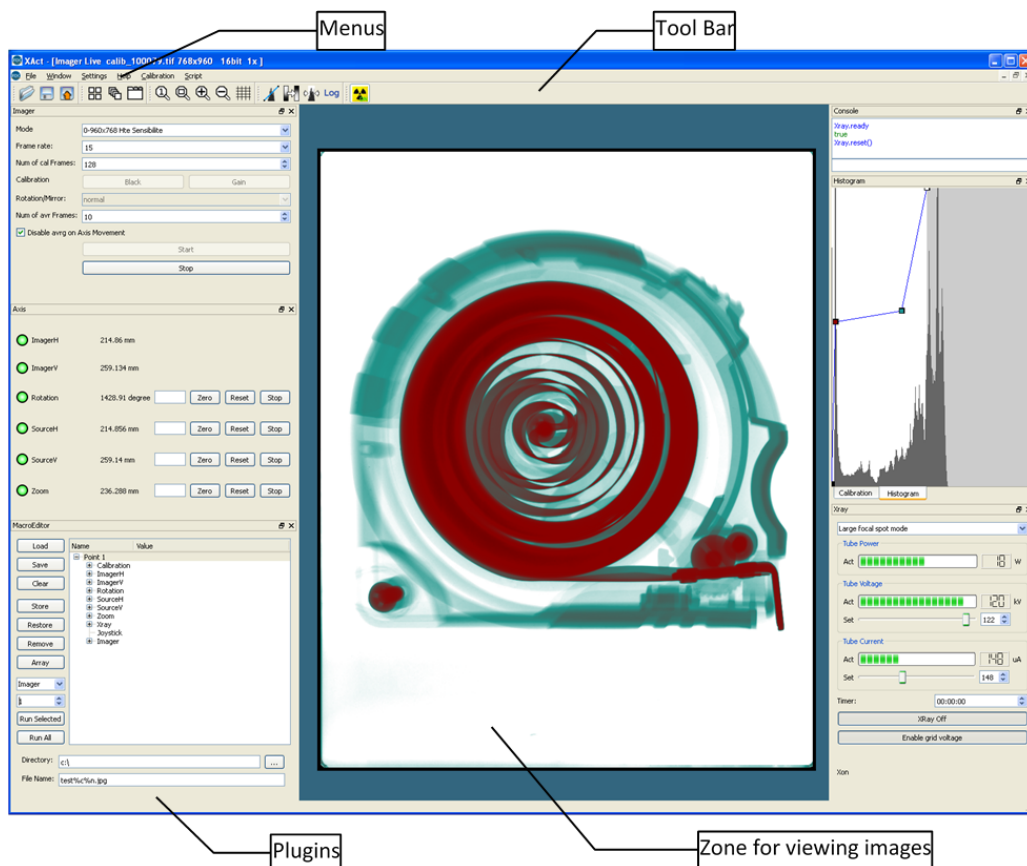 Menus
Tool Bar
XAct - [Imager Live calib_100029.tif 768x960 16bit 1x ]
File Window Settings Help Calibration Script
Log
Imager
Mode 0-960x768 Hte Sensibilite
Frame rate: 15
Num of cal Frames: 128
Calibration Black Gain
Rotation/Mirror: normal
Num of avr Frames: 10
Disable avrg on Axis Movement
Start
Stop
Axis
ImagerH 214.86 mm
ImagerV 259.134 mm
Rotation 1428.91 degree Zero Reset Stop
SourceH 214.856 mm Zero Reset Stop
SourceV 259.14 mm Zero Reset Stop
Zoom 236.288 mm Zero Reset Stop
MacroEditor
Load
Save
Clear
Store
Restore
Remove
Array
Imager
Run Selected
Run All
Name Value
Point 1
Calibration
ImagerH
ImagerV
Rotation
SourceH
SourceV
Zoom
Xray
Joystick
Imager
Directory: c:\ ...
File Name: test%c%n.jpg
Console
Xray.ready
true
Xray.reset()
Histogram
Calibration Histogram
Xray
Large focal spot mode
Tube Power
Act 18 W
Tube Voltage
Act 120 kV
Set 122
Tube Current
Act 148 uA
Set 148
Timer: 00:00:00
XRay Off
Enable grid voltage
Xon
Plugins
Zone for viewing images